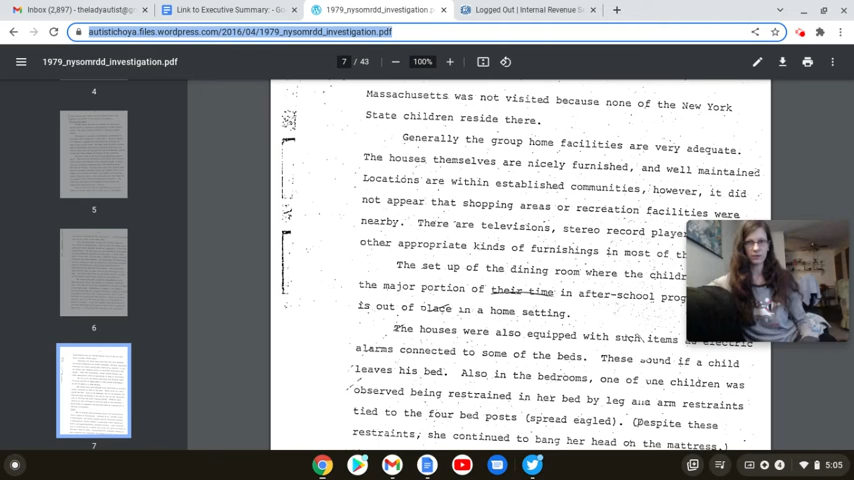 Inbox (2,897) - theladyautist@g
Link to Executive Summary: - Go
1979_nysomrdd_investigation.p
Logged Out | Internal Revenue S
autistichoya.files.wordpress.com/2016/04/1979_nysomrdd_investigation.pdf
1979_nysomrdd_investigation.pdf
7 / 43
100%
4
5
6
7
Massachusetts was not visited because none of the New York
State children reside there.
Generally the group home facilities are very adequate.
The houses themselves are nicely furnished, and well maintained
Locations are within established communities, however, it did
not appear that shopping areas or recreation facilities were
nearby. There are televisions, stereo record player
other appropriate kinds of furnishings in most of th
The set up of the dining room where the childr
the major portion of their time in after-school prog
is out of place in a home setting.
The houses were also equipped with such items as electric
alarms connected to some of the beds. These sound if a child
leaves his bed. Also in the bedrooms, one of the children was
observed being restrained in her bed by leg and arm restraints
tied to the four bed posts (spread eagled). (Despite these
restraints, she continued to bang her head on the mattress.)
5:05